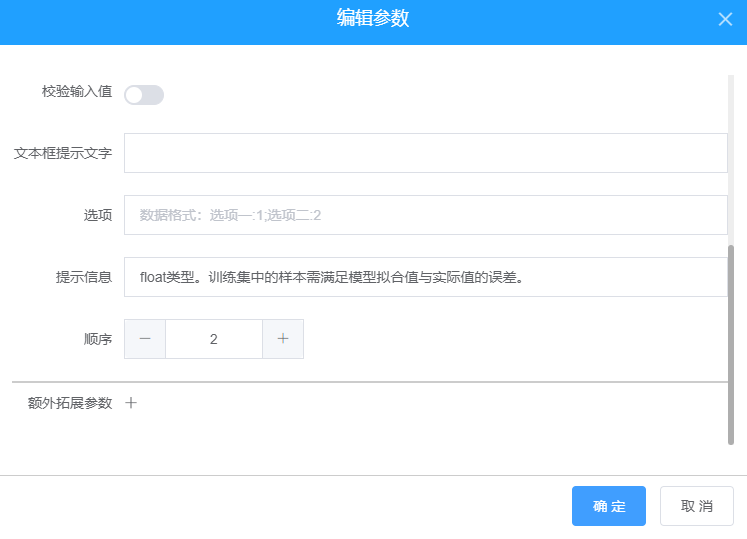 编辑参数
校验输入值
文本框提示文字
选项 数据格式：选项一:1;选项二:2
提示信息 float类型。训练集中的样本需满足模型拟合值与实际值的误差。
顺序 2
额外拓展参数
确定 取消